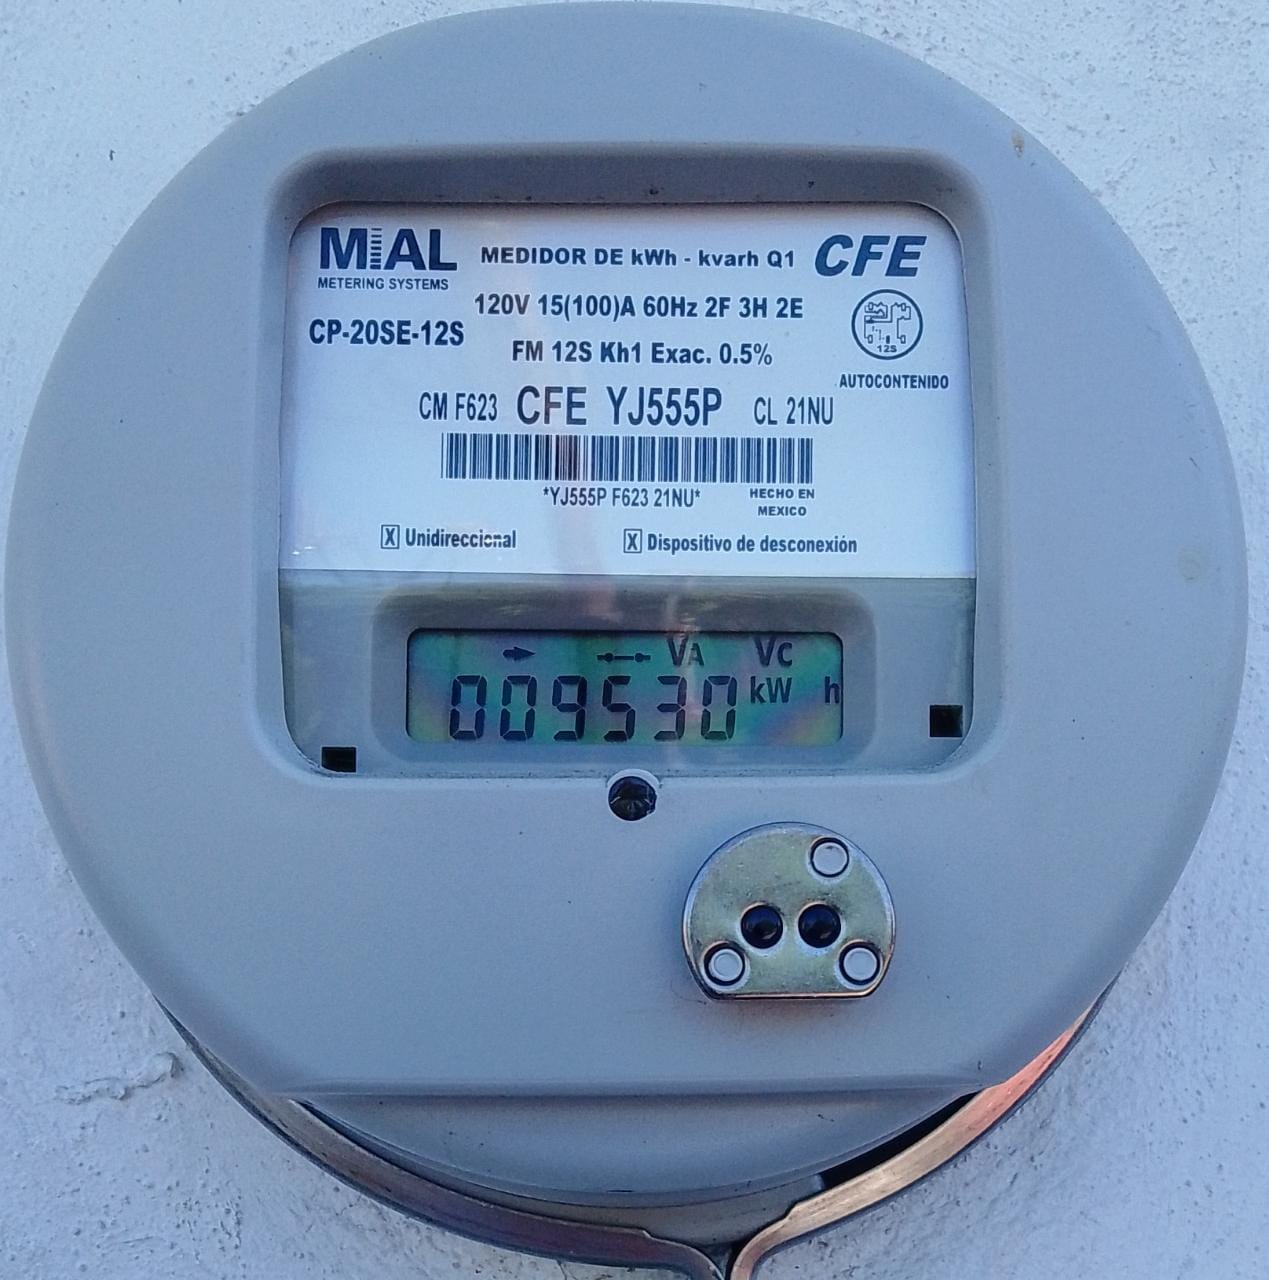 MIAL
METERING SYSTEMS
MEDIDOR DE kWh - kvarh Q1
CFE
120V 15(100)A 60Hz 2F 3H 2E
CP-20SE-12S
FM 12S Kh1 Exac. 0.5%
12S
AUTOCONTENIDO
CM F623 CFE YJ555P CL 21NU
*YJ555P F623 21NU*
HECHO EN
MEXICO
X Unidireccional
X Dispositivo de desconexión
VA VC
009530 kW h